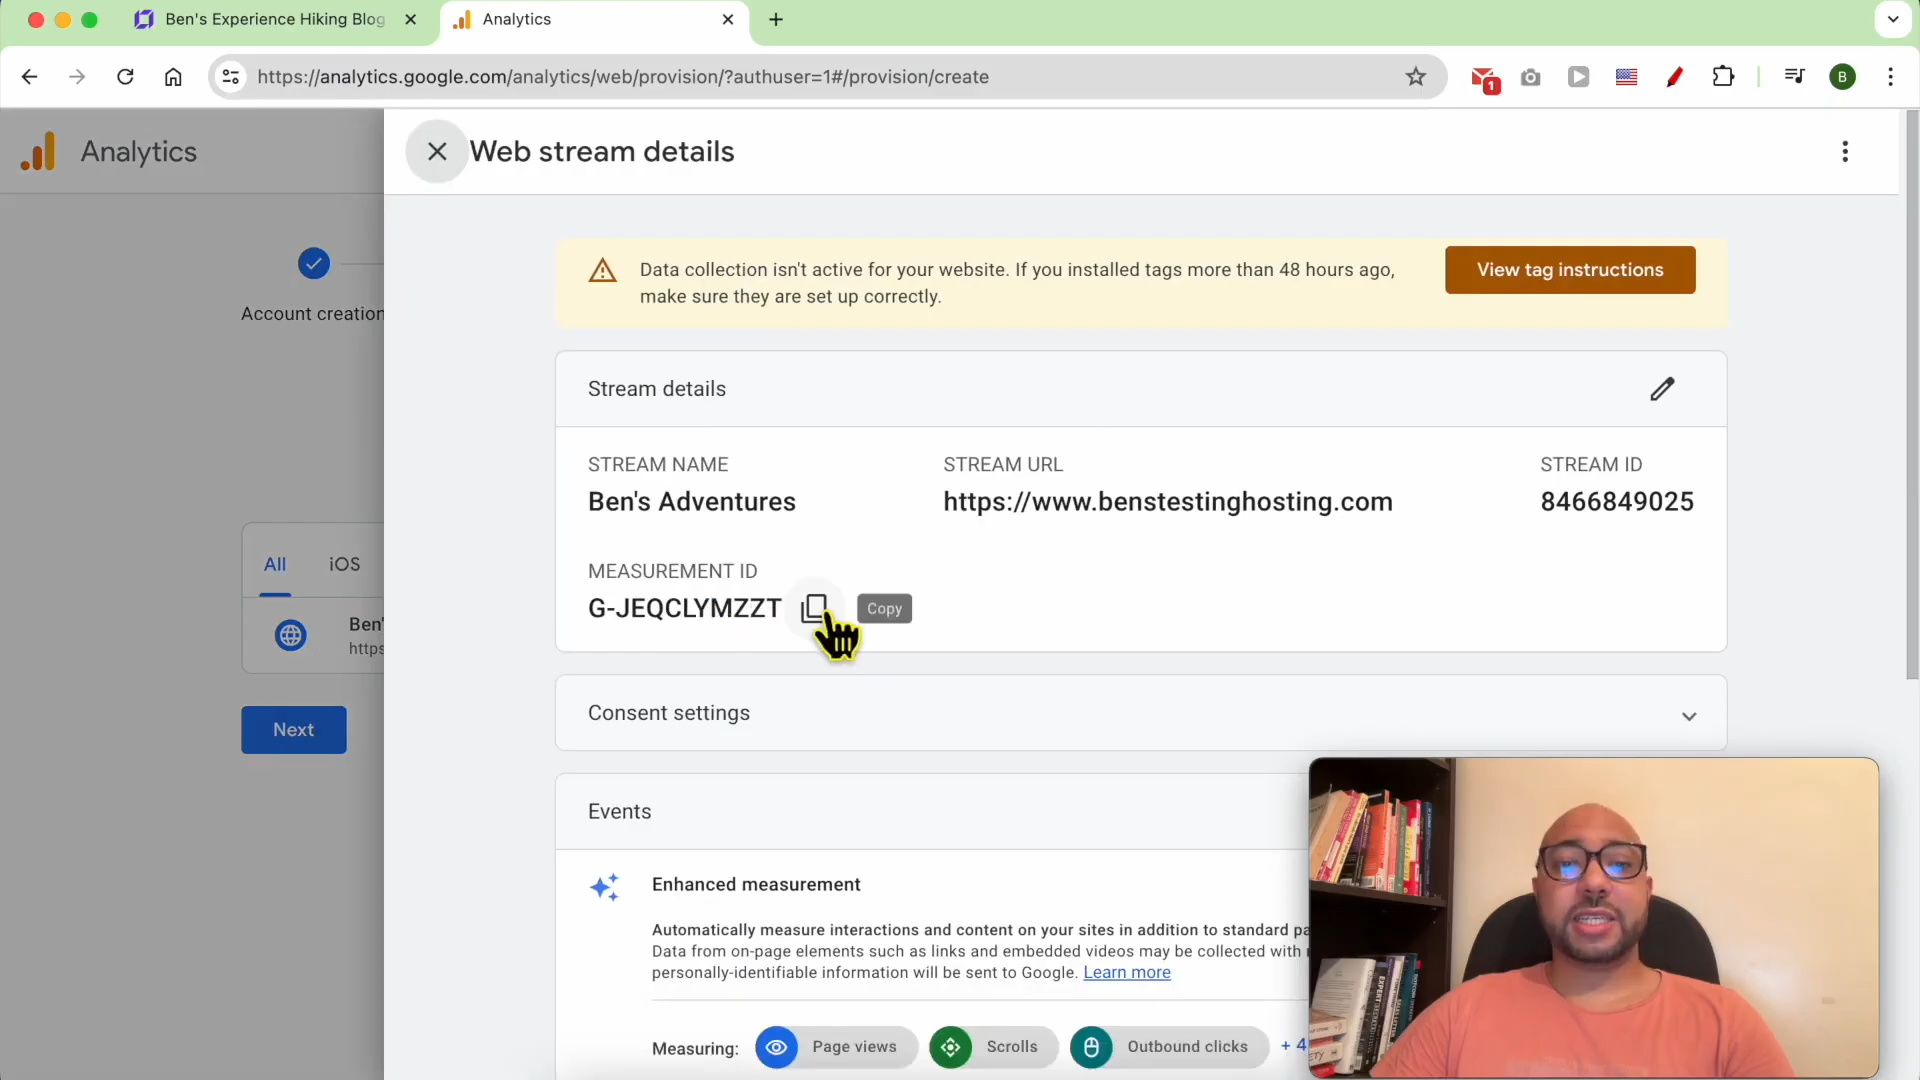 Ben's Experience Hiking Blog
Analytics
https://analytics.google.com/analytics/web/provision/?authuser=1#/provision/create
1
B
Analytics
Web stream details
Data collection isn't active for your website. If you installed tags more than 48 hours ago,
make sure they are set up correctly.
View tag instructions
Account creation
Stream details
STREAM NAME
STREAM URL
STREAM ID
Ben's Adventures
https://www.benstestinghosting.com
8466849025
MEASUREMENT ID
G-JEQCLYMZZT
Copy
All
iOS
Ben'
https
Next
Consent settings
Events
Enhanced measurement
Automatically measure interactions and content on your sites in addition to standard pa
Data from on-page elements such as links and embedded videos may be collected with
personally-identifiable information will be sent to Google. Learn more
Measuring:
Page views
Scrolls
Outbound clicks
+ 4